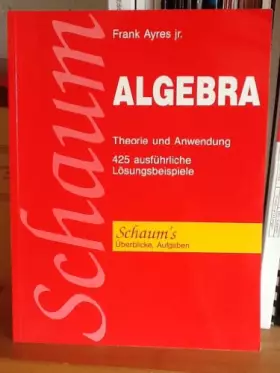 Frank Ayres jr.
Schaum
ALGEBRA
Theorie und Anwendung
425 ausführliche
Lösungsbeispiele
Schaum's
Überblicke, Aufgaben